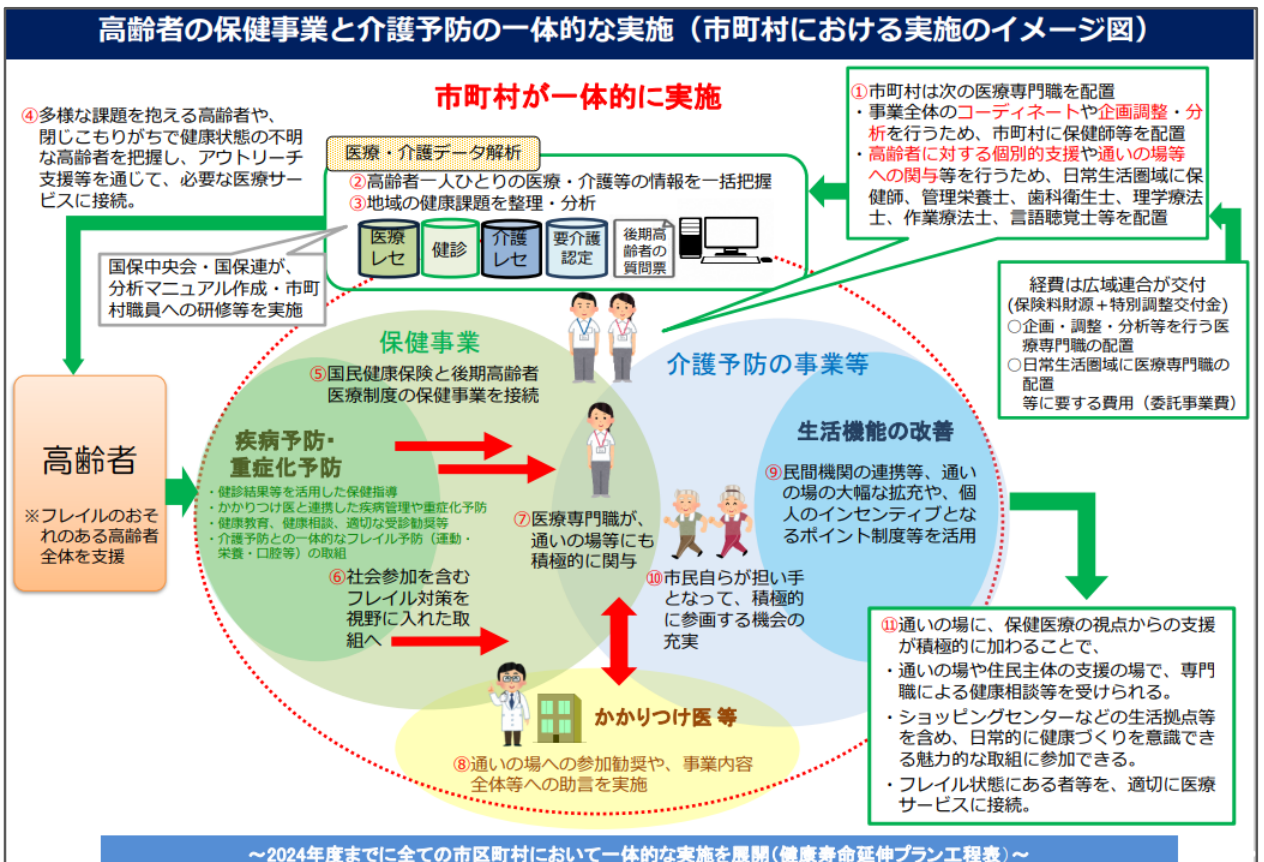 高齢者の保健事業と介護予防の一体的な実施（市町村における実施のイメージ図）
市町村が一体的に実施
④多様な課題を抱える高齢者や、
閉じこもりがちで健康状態の不明
な高齢者を把握し、アウトリーチ
支援等を通じて、必要な医療サー
ビスに接続。
医療・介護データ解析
②高齢者一人ひとりの医療・介護等の情報を一括把握
③地域の健康課題を整理・分析
医療
レセ
健診
介護
レセ
要介護
認定
後期高
齢者の
質問票
①市町村は次の医療専門職を配置
・事業全体のコーディネートや企画調整・分
析を行うため、市町村に保健師等を配置
・高齢者に対する個別的支援や通いの場等
への関与等を行うため、日常生活圏域に保
健師、管理栄養士、歯科衛生士、理学療法
士、作業療法士、言語聴覚士等を配置
国保中央会・国保連が、
分析マニュアル作成・市町
村職員への研修等を実施
経費は広域連合が交付
(保険料財源＋特別調整交付金)
○企画・調整・分析等を行う医
療専門職の配置
○日常生活圏域に医療専門職の
配置
等に要する費用（委託事業費）
高齢者
※フレイルのおそ
れのある高齢者
全体を支援
保健事業
⑤国民健康保険と後期高齢者
医療制度の保健事業を接続
疾病予防・
重症化予防
・健診結果等を活用した保健指導
・かかりつけ医と連携した疾病管理や重症化予防
・健康教育、健康相談、適切な受診勧奨等
・介護予防との一体的なフレイル予防（運動・
栄養・口腔等）の取組
⑥社会参加を含む
フレイル対策を
視野に入れた取
組へ
⑦医療専門職が、
通いの場等にも
積極的に関与
介護予防の事業等
生活機能の改善
⑨民間機関の連携等、通い
の場の大幅な拡充や、個
人のインセンティブとな
るポイント制度等を活用
⑩市民自らが担い手
となって、積極的
に参画する機会の
充実
かかりつけ医 等
⑧通いの場への参加勧奨や、事業内容
全体等への助言を実施
⑪通いの場に、保健医療の視点からの支援
が積極的に加わることで、
・通いの場や住民主体の支援の場で、専門
職による健康相談等を受けられる。
・ショッピングセンターなどの生活拠点等
を含め、日常的に健康づくりを意識でき
る魅力的な取組に参加できる。
・フレイル状態にある者等を、適切に医療
サービスに接続。
～2024年度までに全ての市区町村において一体的な実施を展開（健康寿命延伸プラン工程表）～